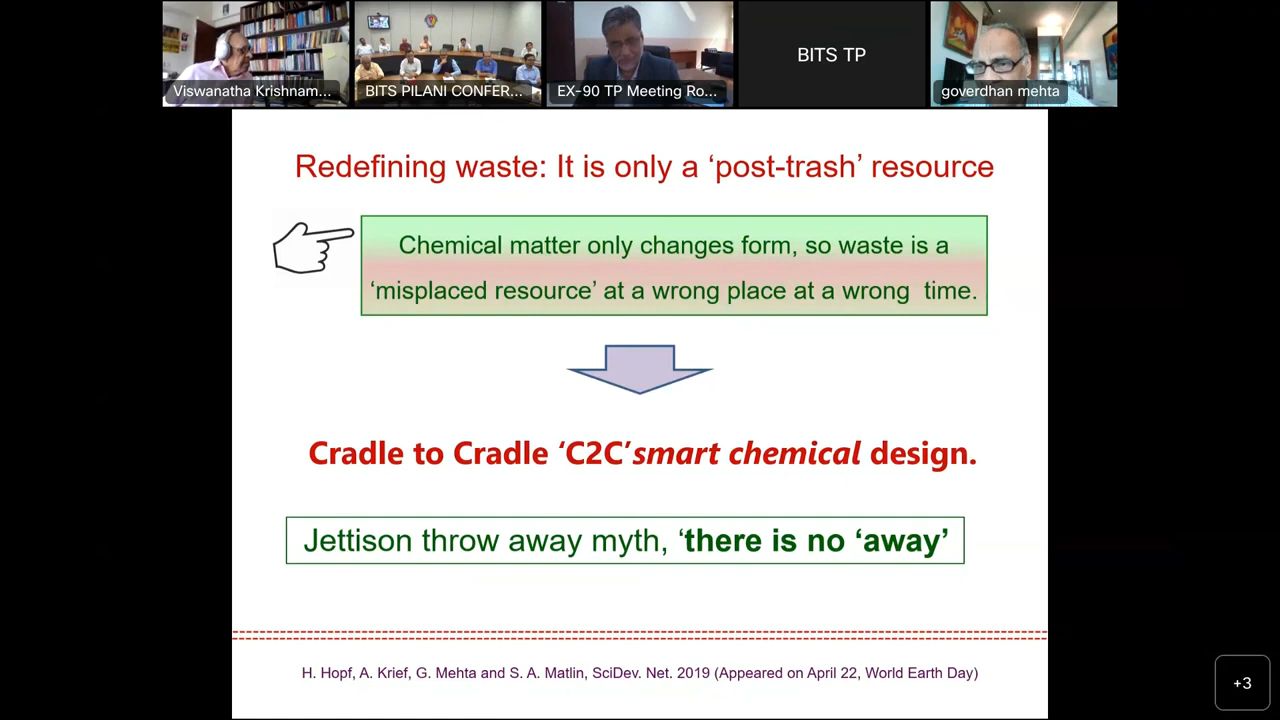 Viswanatha Krishnam...
BITS PILANI CONFER...
EX-90 TP Meeting Ro...
BITS TP
goverdhan mehta
Redefining waste: It is only a ‘post-trash’ resource
Chemical matter only changes form, so waste is a
‘misplaced resource’ at a wrong place at a wrong time.
Cradle to Cradle ‘C2C’smart chemical design.
Jettison throw away myth, ‘there is no ‘away’
H. Hopf, A. Krief, G. Mehta and S. A. Matlin, SciDev. Net. 2019 (Appeared on April 22, World Earth Day)
+3